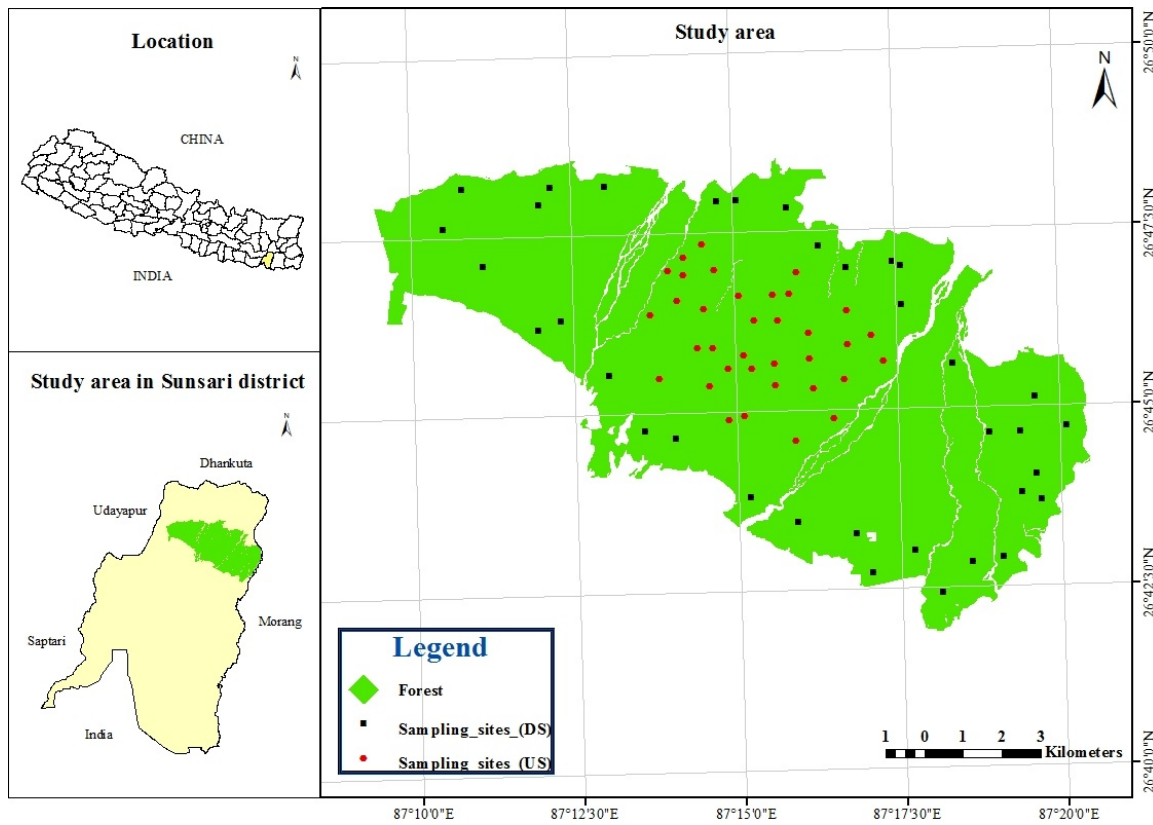 Location
N
CHINA
INDIA
Study area in Sunsari district
N
Dhankuta
Udayapur
Morang
Saptari
India
Study area
N
26°50'0"N
26°47'30"N
26°45'0"N
26°42'30"N
26°40'0"N
Legend
Forest
Sampling_sites_(DS)
Sampling_sites_(US)
1 0 1 2 3
Kilometers
87°10'0"E 87°12'30"E 87°15'0"E 87°17'30"E 87°20'0"E